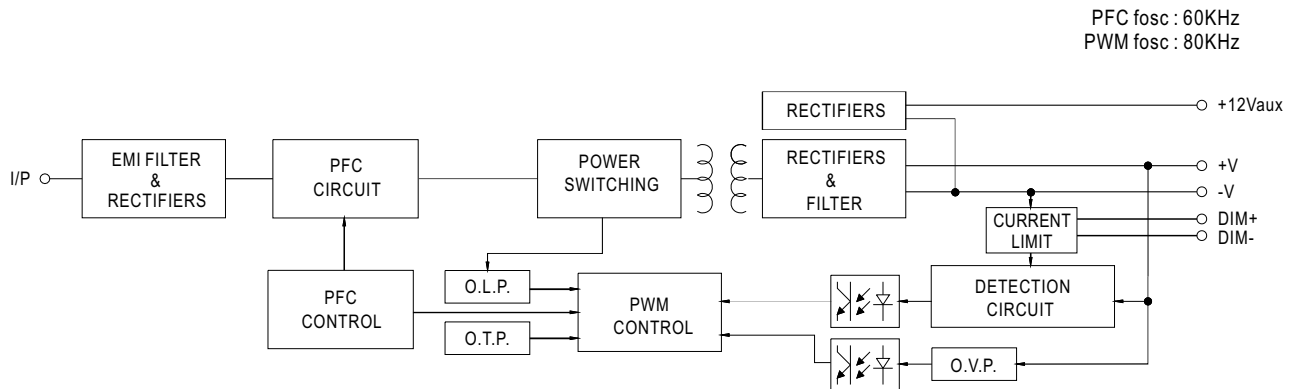 PFC fosc : 60KHz
PWM fosc : 80KHz
RECTIFIERS
+12Vaux
I/P
EMI FILTER
&
RECTIFIERS
PFC
CIRCUIT
POWER
SWITCHING
RECTIFIERS
&
FILTER
+V
-V
CURRENT
LIMIT
DIM+
DIM-
PFC
CONTROL
O.L.P.
O.T.P.
PWM
CONTROL
DETECTION
CIRCUIT
O.V.P.